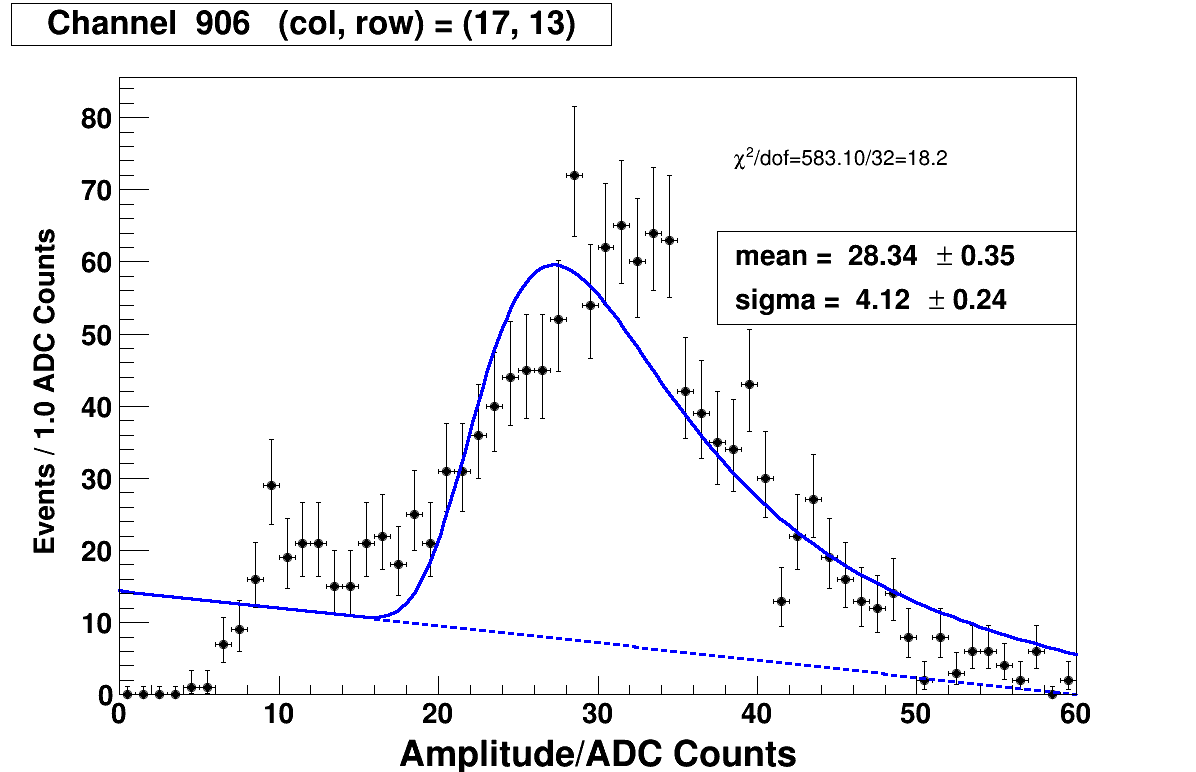 Channel 906 (col, row) = (17, 13)
χ²/dof=583.10/32=18.2
mean = 28.34 ± 0.35
sigma = 4.12 ± 0.24
Events / 1.0 ADC Counts
80
70
60
50
40
30
20
10
0
0 10 20 30 40 50 60
Amplitude/ADC Counts